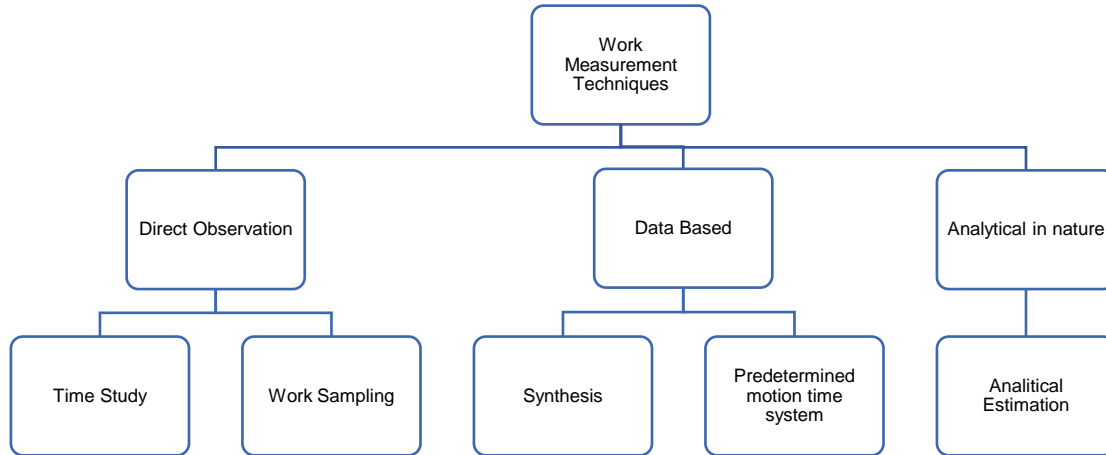 Work
Measurement
Techniques
Direct Observation
Data Based
Analytical in nature
Time Study
Work Sampling
Synthesis
Predetermined
motion time
system
Analitical
Estimation